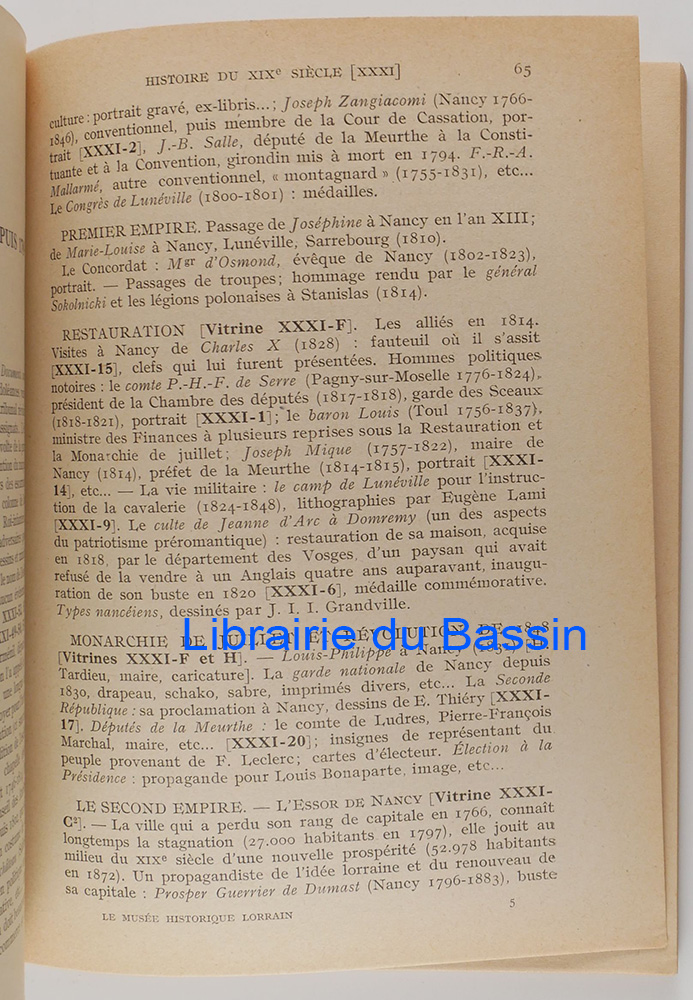 HISTOIRE DU XIXe SIÈCLE [XXXI] 65
culture : portrait gravé, ex-libris... ; Joseph Zangiacomi (Nancy 1766-
1846), conventionnel, puis membre de la Cour de Cassation, por-
trait [XXXI-2], J.-B. Salle, député de la Meurthe à la Consti-
tuante et à la Convention, girondin mis à mort en 1794. F.-R.-A.
Mallarmé, autre conventionnel, « montagnard » (1755-1831), etc...
Le Congrès de Lunéville (1800-1801) : médailles.
PREMIER EMPIRE. Passage de Joséphine à Nancy en l'an XIII ;
de Marie-Louise à Nancy, Lunéville, Sarrebourg (1810).
Le Concordat : Mgr d'Osmond, évêque de Nancy (1802-1823),
portrait. — Passages de troupes ; hommage rendu par le général
Sokolnicki et les légions polonaises à Stanislas (1814).
RESTAURATION [Vitrine XXXI-F]. Les alliés en 1814.
Visites à Nancy de Charles X (1828) : fauteuil où il s'assit
[XXXI-15], clefs qui lui furent présentées. Hommes politiques
notoires : le comte P.-H.-F. de Serre (Pagny-sur-Moselle 1776-1824),
président de la Chambre des députés (1817-1818), garde des Sceaux
(1818-1821), portrait [XXXI-1] ; le baron Louis (Toul 1756-1837),
ministre des Finances à plusieurs reprises sous la Restauration et
la Monarchie de juillet ; Joseph Mique (1757-1822), maire de
Nancy (1814), préfet de la Meurthe (1814-1815), portrait [XXXI-
14], etc... — La vie militaire : le camp de Lunéville pour l'instruc-
tion de la cavalerie (1824-1848), lithographies par Eugène Lami
[XXXI-9]. Le culte de Jeanne d'Arc à Domremy (un des aspects
du patriotisme préromantique) : restauration de sa maison, acquise
en 1818, par le département des Vosges, d'un paysan qui avait
refusé de la vendre à un Anglais quatre ans auparavant, inaugu-
ration de son buste en 1820 [XXXI-6], médaille commémorative.
Types nancéiens, dessinés par J. I. I. Grandville.
MONARCHIE DE JUILLET ET RÉVOLUTION DE 1848
Librairie du Bassin
[Vitrines XXXI-F et H]. — Louis-Philippe à Nancy
Tardieu, maire, caricature]. La garde nationale de Nancy depuis
1830, drapeau, schako, sabre, imprimés divers, etc... La Seconde
République : sa proclamation à Nancy, dessins de E. Thiéry [XXXI-
17]. Députés de la Meurthe : le comte de Ludres, Pierre-François
Marchal, maire, etc... [XXXI-20] ; insignes de représentant du
peuple provenant de F. Leclerc ; cartes d'électeur. Élection à la
Présidence : propagande pour Louis Bonaparte, image, etc...
LE SECOND EMPIRE. — L'ESSOR DE NANCY [Vitrine XXXI-
C2]. — La ville qui a perdu son rang de capitale en 1766, connaît
longtemps la stagnation (27.000 habitants en 1797), elle jouit au
milieu du XIXe siècle d'une nouvelle prospérité (52.978 habitants
en 1872). Un propagandiste de l'idée lorraine et du renouveau de
sa capitale : Prosper Guerrier de Dumast (Nancy 1796-1883), buste
LE MUSÉE HISTORIQUE LORRAIN 5